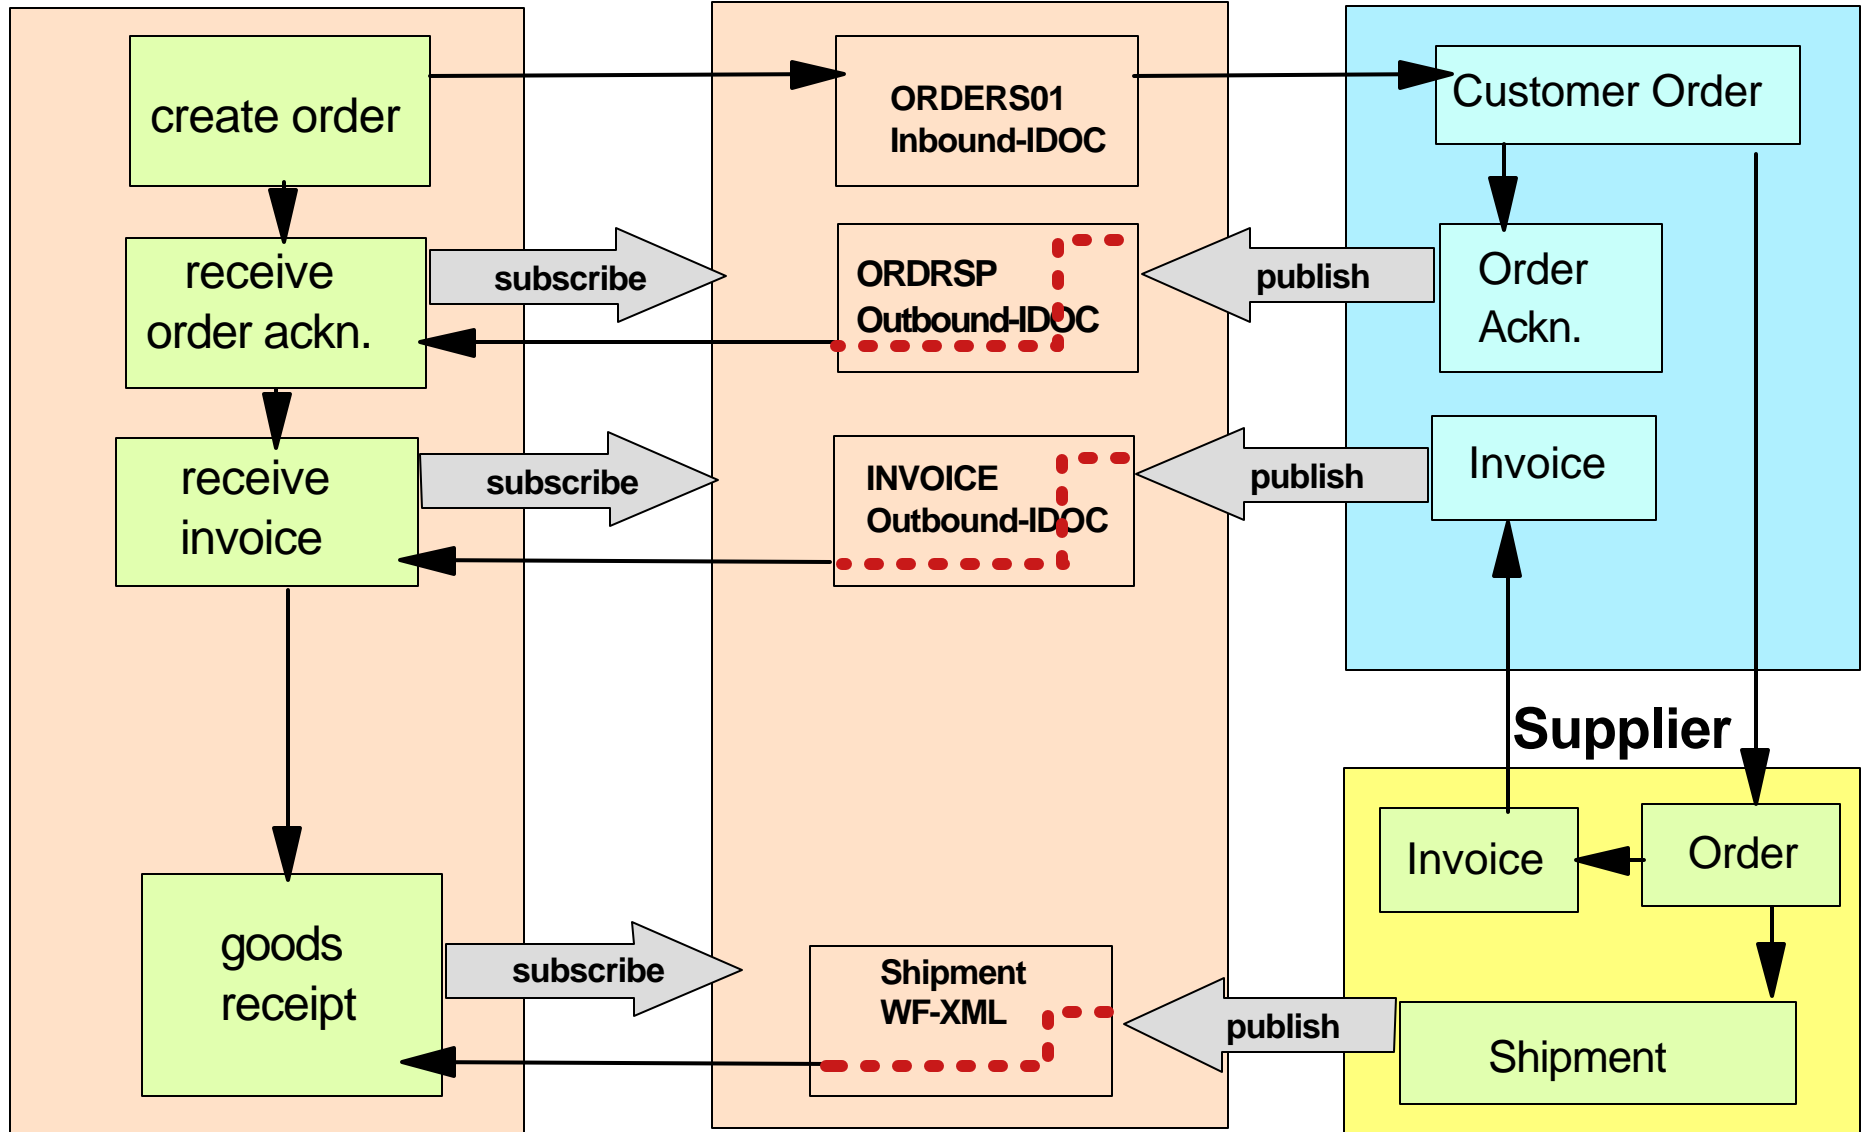 create order
ORDERS01
Inbound-IDOC
Customer Order
receive
order ackn.
subscribe
ORDRSP
Outbound-IDOC
publish
Order
Ackn.
receive
invoice
subscribe
INVOICE
Outbound-IDOC
publish
Invoice
Supplier
Invoice
Order
goods
receipt
subscribe
Shipment
WF-XML
publish
Shipment